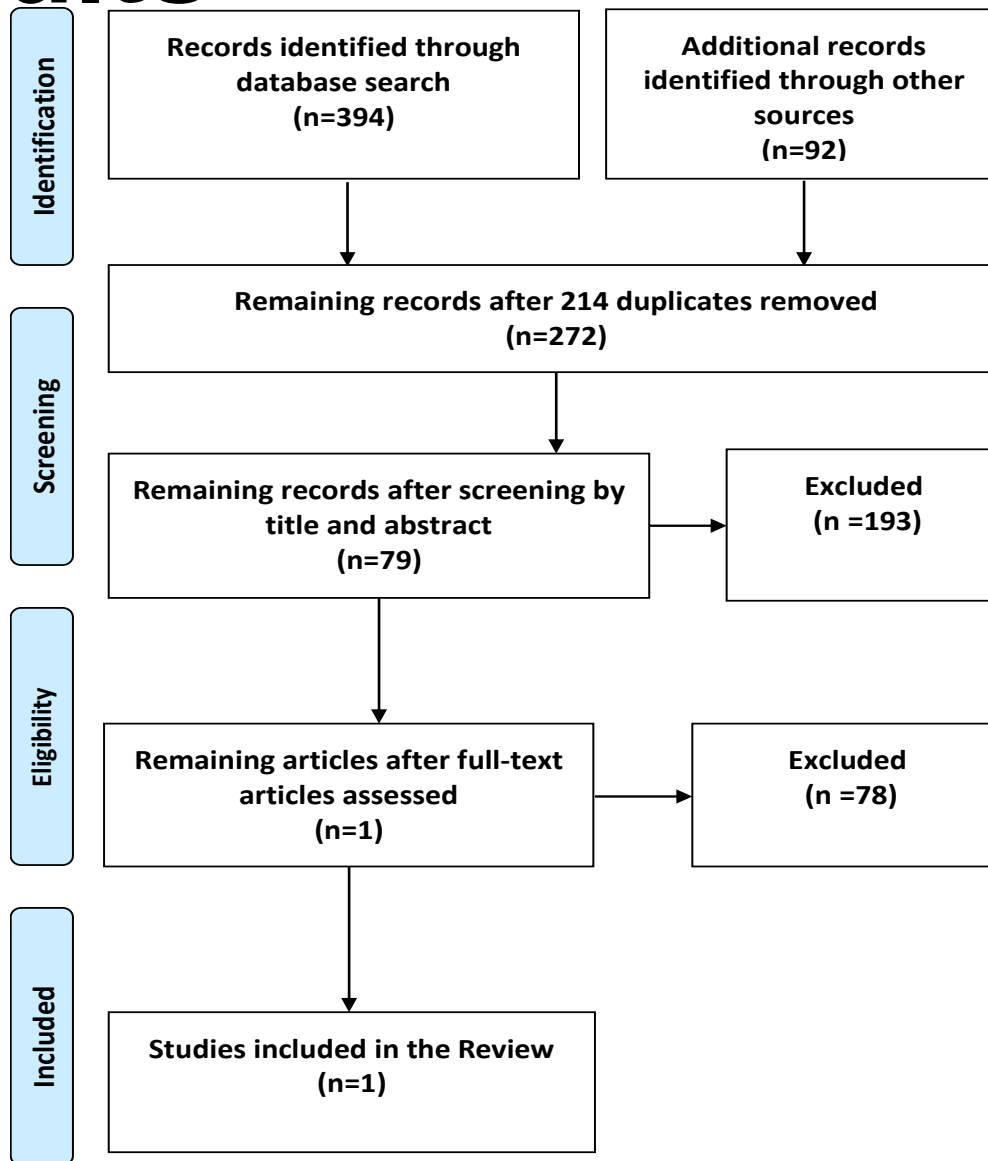 Identification
Records identified through
database search
(n=394)
Additional records
identified through other
sources
(n=92)
Screening
Remaining records after 214 duplicates removed
(n=272)
Remaining records after screening by
title and abstract
(n=79)
Excluded
(n =193)
Eligibility
Remaining articles after full-text
articles assessed
(n=1)
Excluded
(n =78)
Included
Studies included in the Review
(n=1)